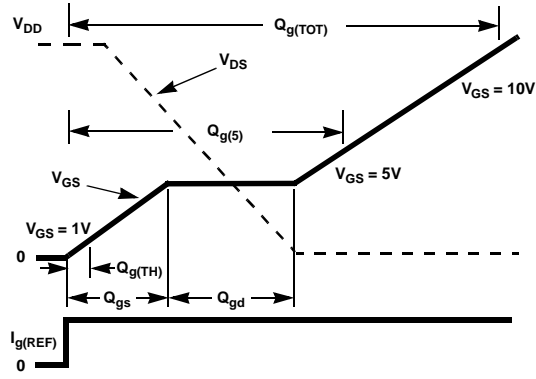 V_DD
Q_g(TOT)
V_DS
V_GS = 10V
Q_g(5)
V_GS
V_GS = 5V
V_GS = 1V
0
Q_g(TH)
Q_gs
Q_gd
I_g(REF)
0